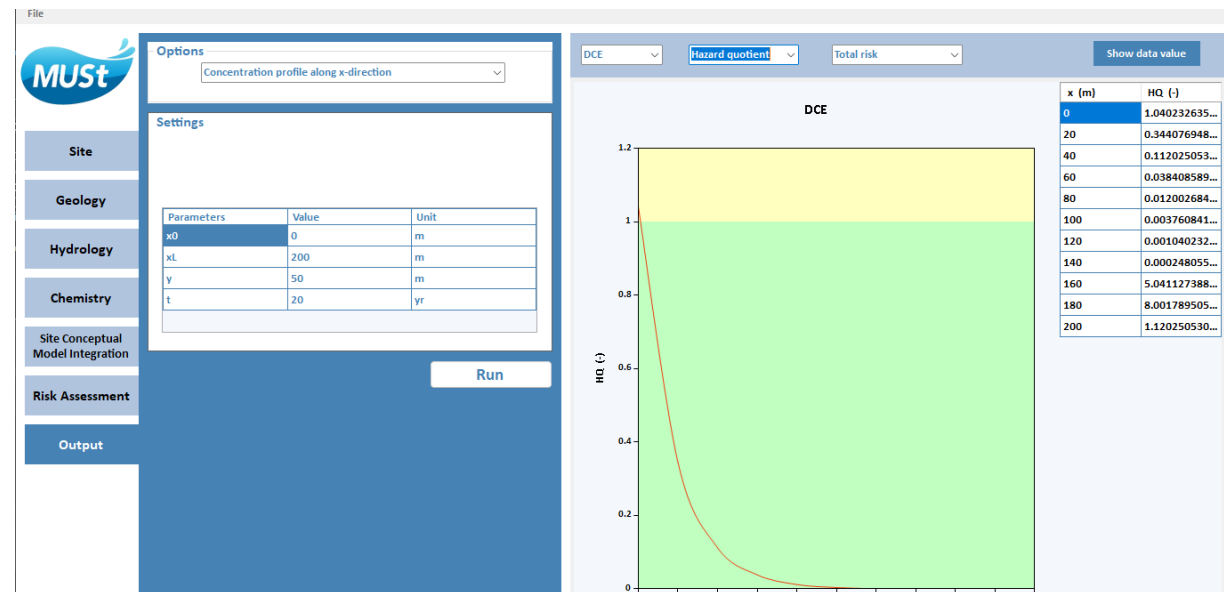 File
MUSt
Site
Geology
Hydrology
Chemistry
Site Conceptual
Model Integration
Risk Assessment
Output
Options
Concentration profile along x-direction
Settings
Parameters Value Unit
x0 0 m
xL 200 m
y 50 m
t 20 yr
Run
DCE Hazard quotient Total risk Show data value
DCE
HQ (-)
1.2
1
0.8
0.6
0.4
0.2
0
x (m) HQ (-)
0 1.040232635...
20 0.344076948...
40 0.112025053...
60 0.038408589...
80 0.012002684...
100 0.003760841...
120 0.001040232...
140 0.000248055...
160 5.041127388...
180 8.001789505...
200 1.120250530...